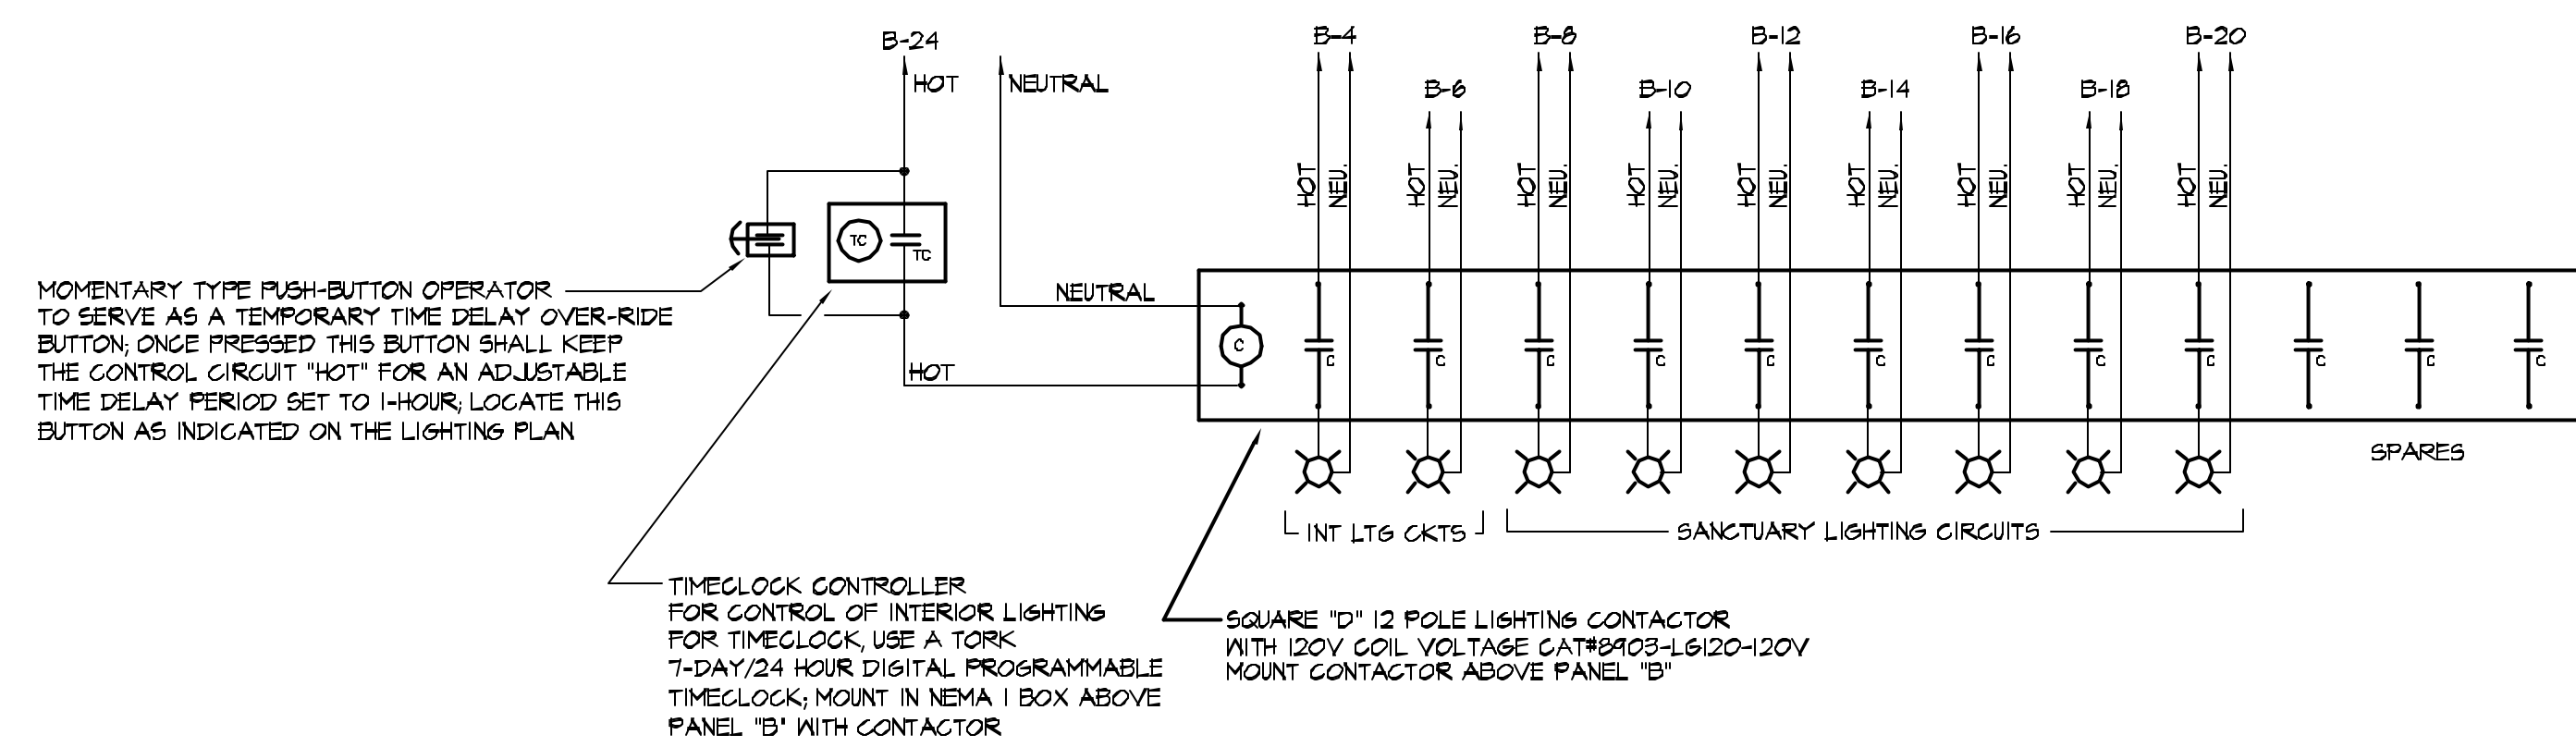 B-24
HOT
NEUTRAL
B-4
B-6
B-8
B-10
B-12
B-14
B-16
B-18
B-20
HOT
NEU.
HOT
NEU.
HOT
NEU.
HOT
NEU.
HOT
NEU.
HOT
NEU.
HOT
NEU.
HOT
NEU.
HOT
NEU.
TC
TC
MOMENTARY TYPE PUSH-BUTTON OPERATOR
TO SERVE AS A TEMPORARY TIME DELAY OVER-RIDE
BUTTON; ONCE PRESSED THIS BUTTON SHALL KEEP
THE CONTROL CIRCUIT "HOT" FOR AN ADJUSTABLE
TIME DELAY PERIOD SET TO 1-HOUR; LOCATE THIS
BUTTON AS INDICATED ON THE LIGHTING PLAN
NEUTRAL
HOT
C
C
C
C
C
C
C
C
C
C
C
C
C
SPARES
INT LTG CKTS
SANCTUARY LIGHTING CIRCUITS
TIMECLOCK CONTROLLER
FOR CONTROL OF INTERIOR LIGHTING
FOR TIMECLOCK, USE A TORK
7-DAY/24 HOUR DIGITAL PROGRAMMABLE
TIMECLOCK; MOUNT IN NEMA 1 BOX ABOVE
PANEL "B" WITH CONTACTOR
SQUARE "D" 12 POLE LIGHTING CONTACTOR
WITH 120V COIL VOLTAGE CAT#8903-LG120-120V
MOUNT CONTACTOR ABOVE PANEL "B"